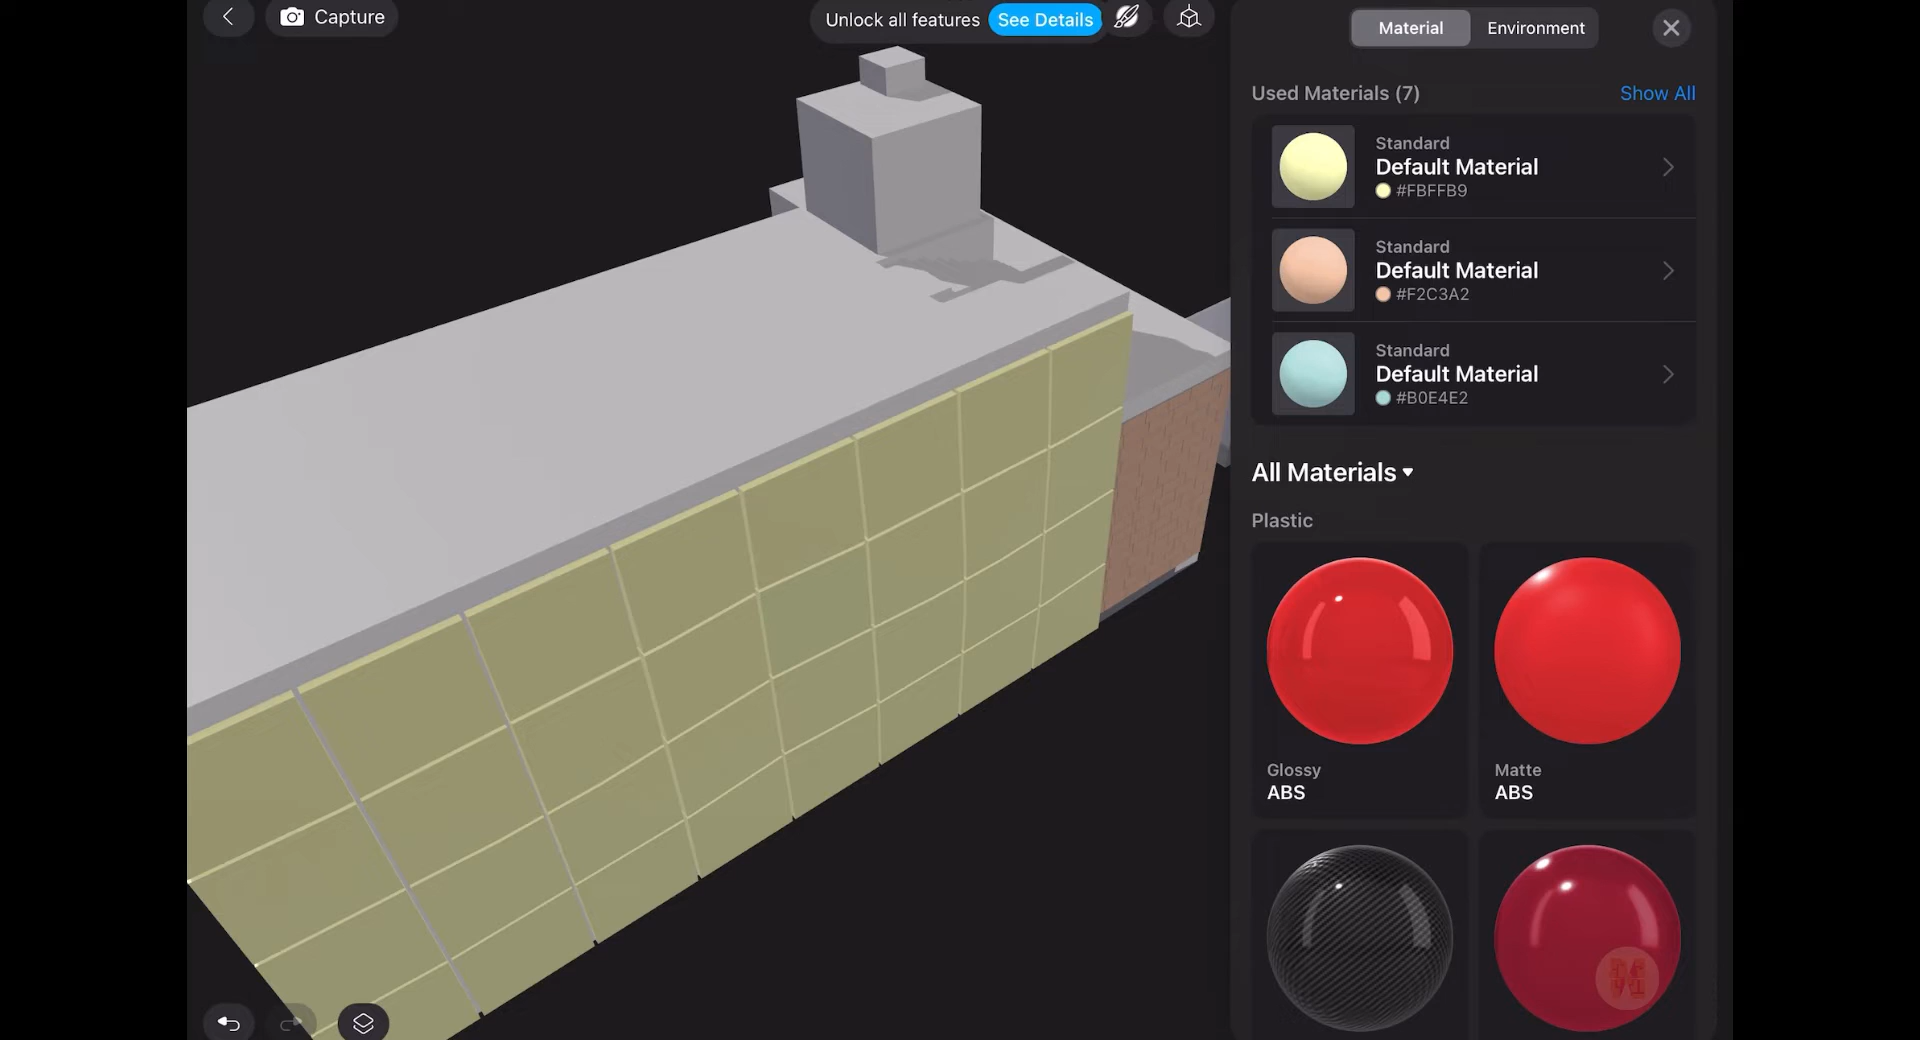 Capture
Unlock all features See Details
Material Environment
Used Materials (7) Show All
Standard
Default Material
#FBFFB9
Standard
Default Material
#F2C3A2
Standard
Default Material
#B0E4E2
All Materials
Plastic
Glossy
ABS
Matte
ABS